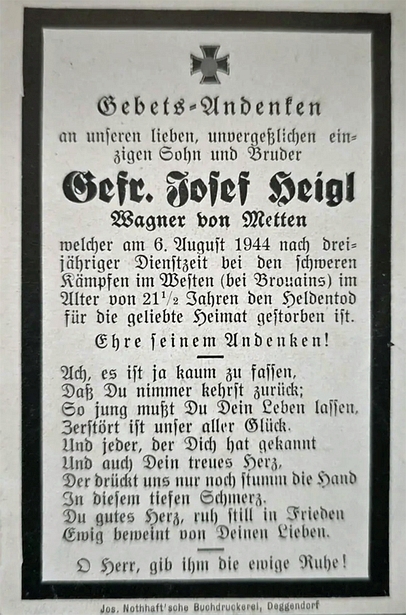 Gebets-Andenken
an unseren lieben, unvergeßlichen ein-
zigen Sohn und Bruder
Gefr. Josef Heigl
Wagner von Metten
welcher am 6. August 1944 nach drei-
jähriger Dienstzeit bei den schweren
Kämpfen im Westen (bei Brouains) im
Alter von 21 1/2 Jahren den Heldentod
für die geliebte Heimat gestorben ist.
Ehre seinem Andenken!
Ach, es ist ja kaum zu fassen,
Daß Du nimmer kehrst zurück;
So jung mußt Du Dein Leben lassen,
Zerstört ist unser aller Glück.
Und jeder, der Dich hat gekannt
Und auch Dein treues Herz,
Der drückt uns nur noch stumm die Hand
In diesem tiefen Schmerz.
Du gutes Herz, ruh still in Frieden
Ewig beweint von Deinen Lieben.
O Herr, gib ihm die ewige Ruhe!
Jos. Nothhaft'sche Buchdruckerei, Deggendorf